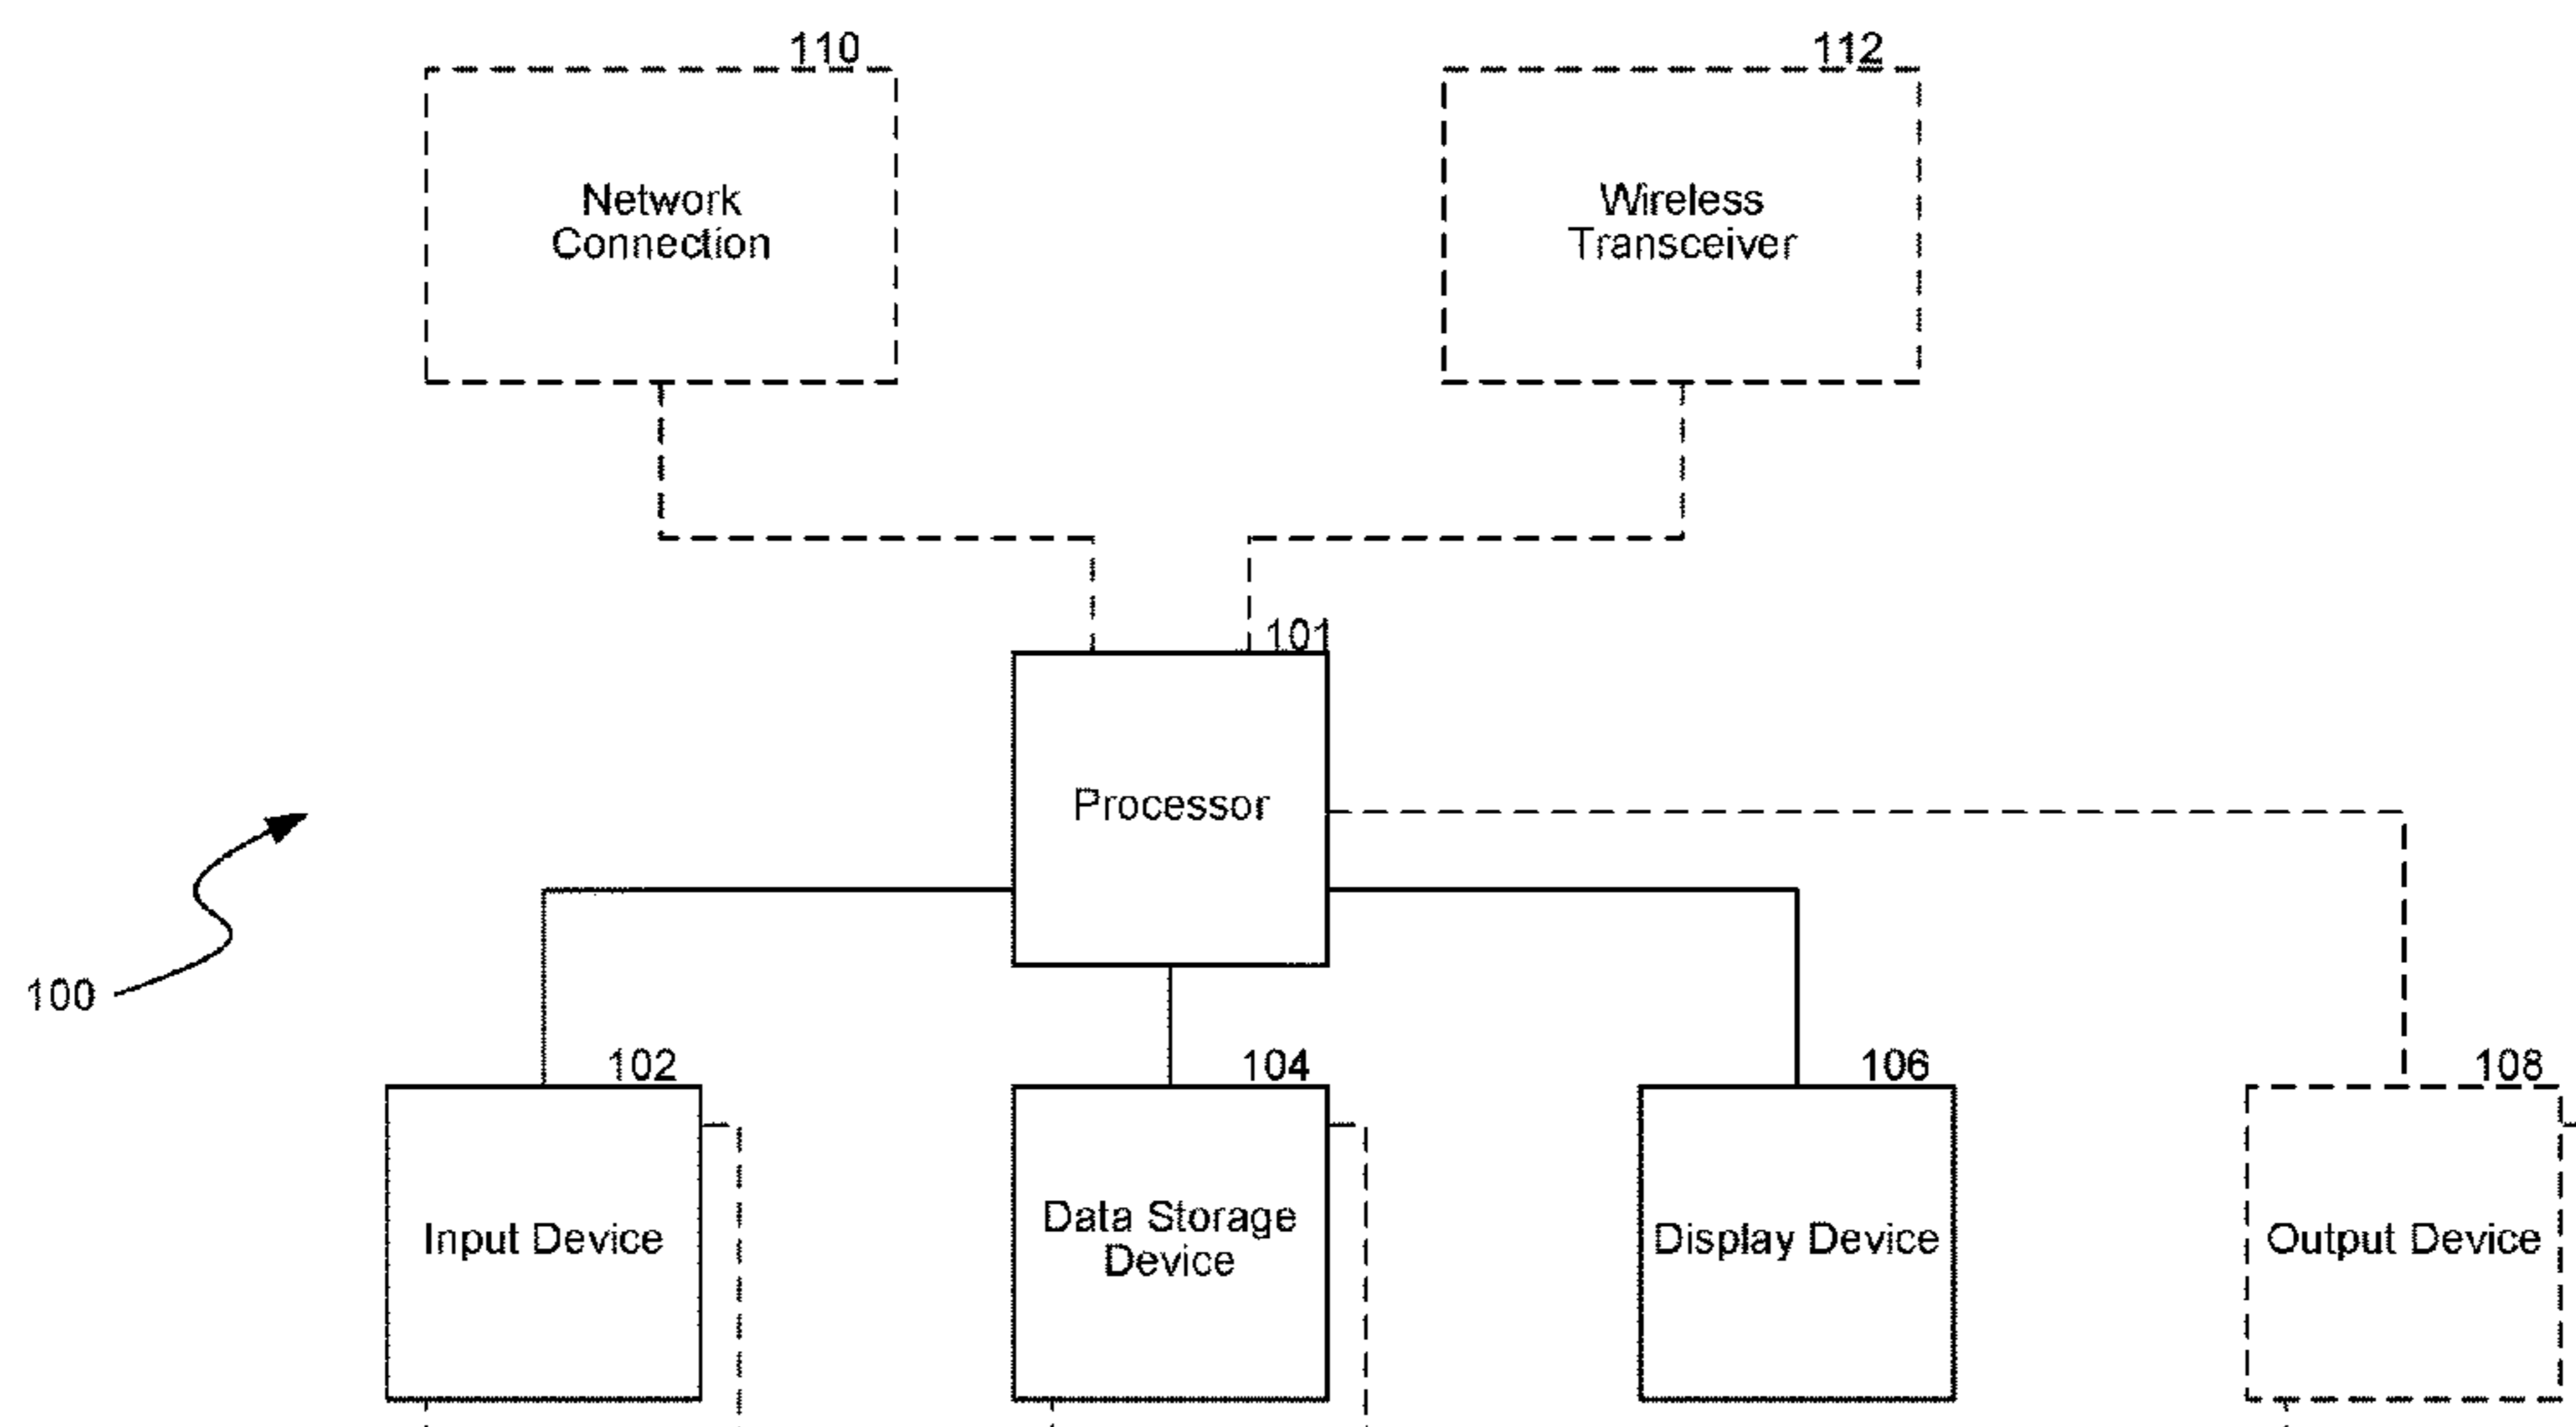 110
112
Network
Connection
Wireless
Transceiver
101
Processor
100
102
104
106
108
Input Device
Data Storage
Device
Display Device
Output Device